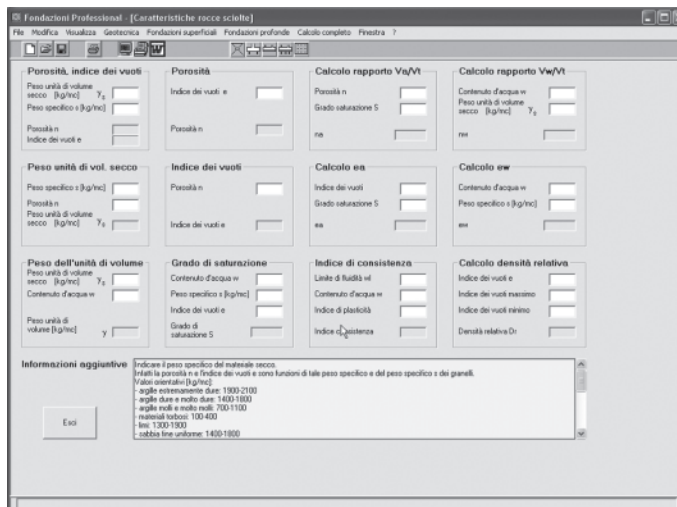 Fondazioni Professional - [Caratteristiche rocce sciolte]
File Modifica Visualizza Geotecnica Fondazioni superficiali Fondazioni profonde Calcolo completo Finestra ?
Porosità, indice dei vuoti
Peso unità di volume
secco [kg/mc] γs
Peso specifico s [kg/mc]
Porosità n
Indice dei vuoti e
Porosità
Indice dei vuoti e
Porosità n
Calcolo rapporto Va/Vt
Porosità n
Grado saturazione S
na
Calcolo rapporto Vw/Vt
Contenuto d'acqua w
Peso unità di volume
secco [kg/mc] γs
nw
Peso unità di vol. secco
Peso specifico s [kg/mc]
Porosità n
Peso unità di volume
secco [kg/mc] γs
Indice dei vuoti
Porosità n
Indice dei vuoti e
Calcolo ea
Indice dei vuoti
Grado saturazione S
ea
Calcolo ew
Contenuto d'acqua w
Peso specifico s [kg/mc]
ew
Peso dell'unità di volume
Peso unità di volume
secco [kg/mc] γs
Contenuto d'acqua w
Peso unità di
volume [kg/mc] γ
Grado di saturazione
Contenuto d'acqua w
Peso specifico s [kg/mc]
Indice dei vuoti e
Grado di
saturazione S
Indice di consistenza
Limite di fluidità wl
Contenuto d'acqua w
Indice di plasticità
Indice consistenza
Calcolo densità relativa
Indice dei vuoti e
Indice dei vuoti massimo
Indice dei vuoti minimo
Densità relativa Dr
Informazioni aggiuntive
Indicare il peso specifico del materiale secco.
Infatti la porosità n e l'indice dei vuoti e sono funzioni di tale peso specifico e del peso specifico s dei granelli.
Valori orientativi [kg/mc]:
- argille estremamente dure: 1900-2100
- argille dure e molto dure: 1400-1800
- argille molli e molto molli: 700-1100
- materiali torbosi: 100-400
- limi: 1300-1900
- sabbia fine uniforme: 1400-1800
Esci